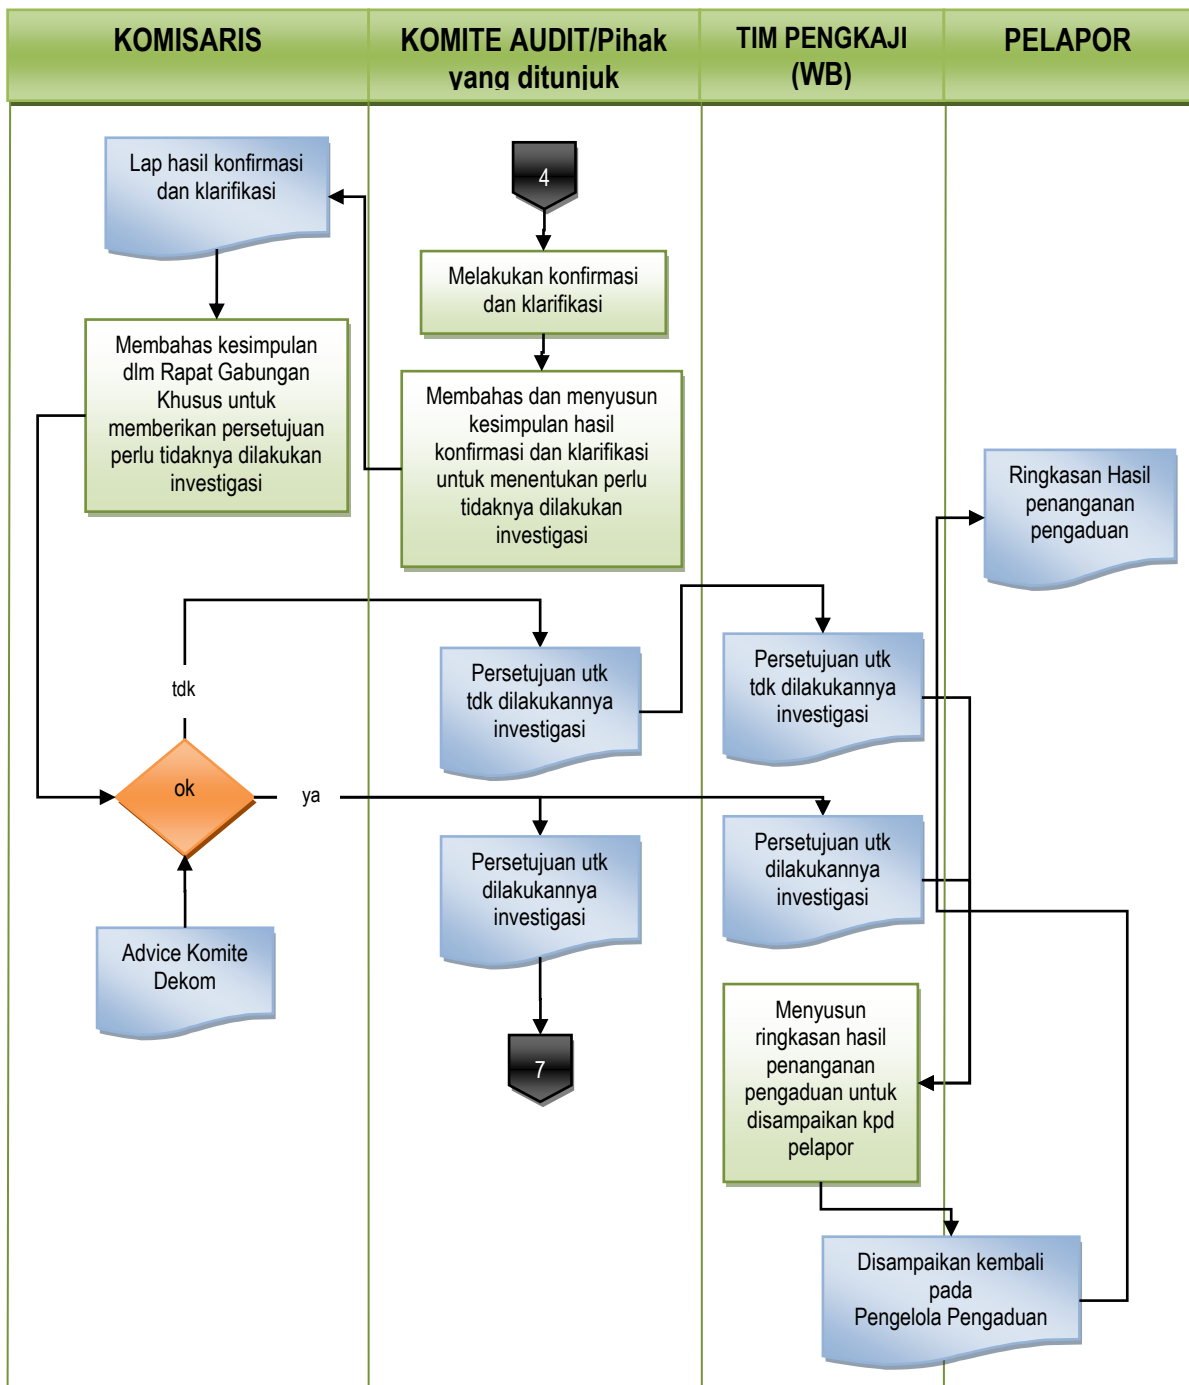 KOMISARIS
KOMITE AUDIT/Pihak
yang ditunjuk
TIM PENGKAJI
(WB)
PELAPOR
Lap hasil konfirmasi
dan klarifikasi
4
Melakukan konfirmasi
dan klarifikasi
Membahas kesimpulan
dlm Rapat Gabungan
Khusus untuk
memberikan persetujuan
perlu tidaknya dilakukan
investigasi
Membahas dan menyusun
kesimpulan hasil
konfirmasi dan klarifikasi
untuk menentukan perlu
tidaknya dilakukan
investigasi
Ringkasan Hasil
penanganan
pengaduan
tdk
Persetujuan utk
tdk dilakukannya
investigasi
Persetujuan utk
tdk dilakukannya
investigasi
ok
ya
Persetujuan utk
dilakukannya
investigasi
Persetujuan utk
dilakukannya
investigasi
Advice Komite
Dekom
7
Menyusun
ringkasan hasil
penanganan
pengaduan untuk
disampaikan kpd
pelapor
Disampaikan kembali
pada
Pengelola Pengaduan